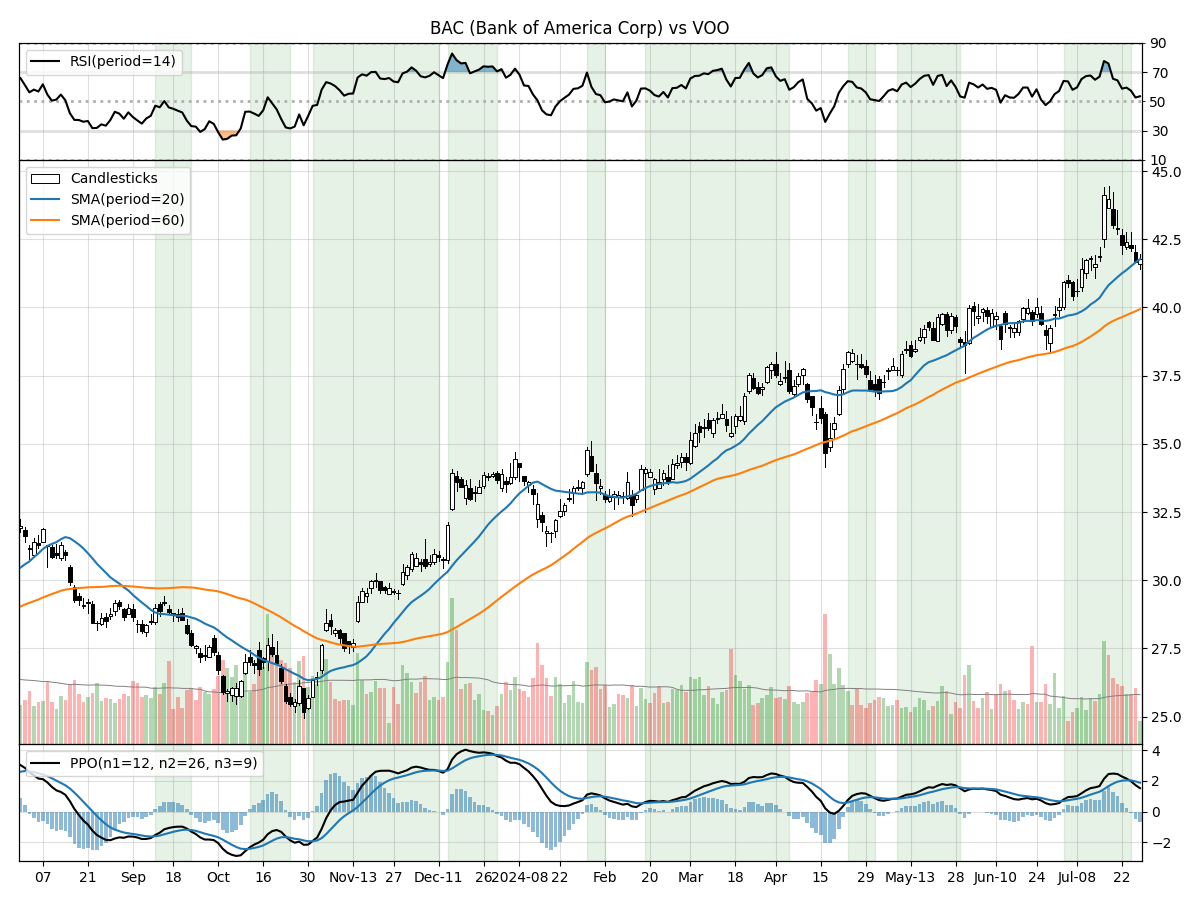 BAC (Bank of America Corp) vs VOO
RSI(period=14)
90
70
50
30
10
Candlesticks
SMA(period=20)
SMA(period=60)
45.0
42.5
40.0
37.5
35.0
32.5
30.0
27.5
25.0
PPO(n1=12, n2=26, n3=9)
4
2
0
−2
07 21 Sep 18 Oct 16 30 Nov-13 27 Dec-11 26 2024-08 22 Feb 20 Mar 18 Apr 15 29 May-13 28 Jun-10 24 Jul-08 22